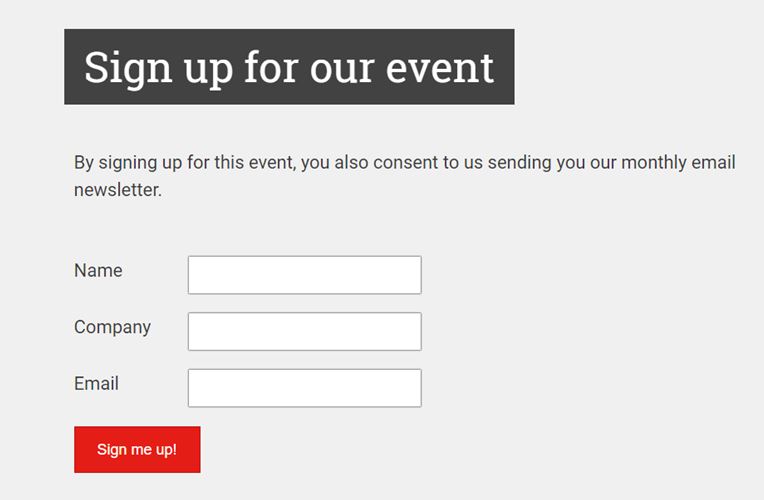 Sign up for our event
By signing up for this event, you also consent to us sending you our monthly email
newsletter.
Name
Company
Email
Sign me up!